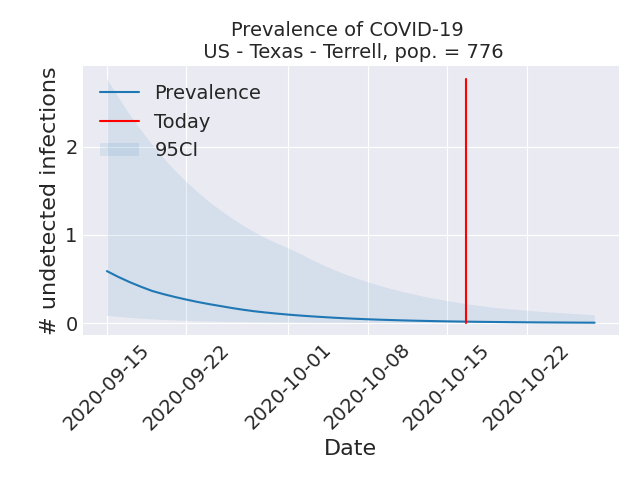 Prevalence of COVID-19
US - Texas - Terrell, pop. = 776
Prevalence
Today
95CI
# undetected infections
2
1
0
2020-09-15
2020-09-22
2020-10-01
2020-10-08
2020-10-15
2020-10-22
Date